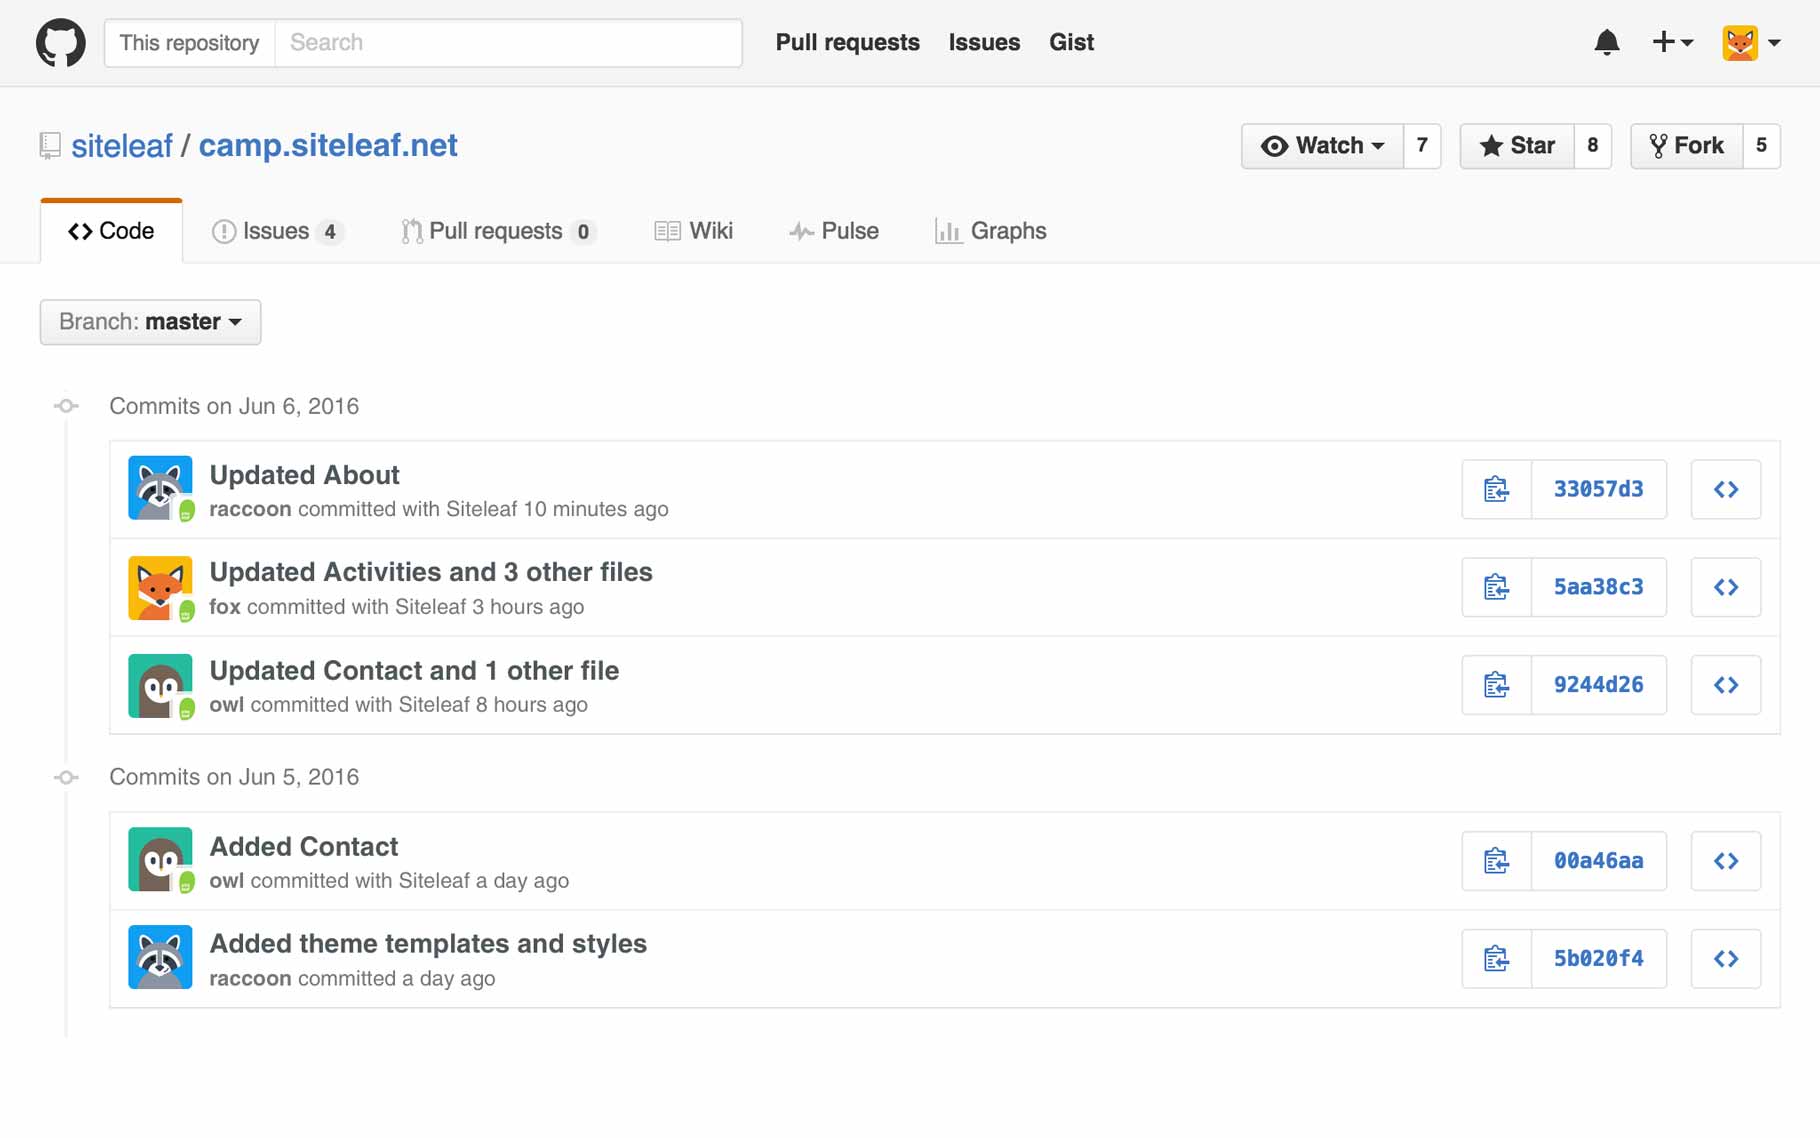 This repository Search Pull requests Issues Gist
siteleaf / camp.siteleaf.net Watch 7 Star 8 Fork 5
Code Issues 4 Pull requests 0 Wiki Pulse Graphs
Branch: master
Commits on Jun 6, 2016
Updated About
raccoon committed with Siteleaf 10 minutes ago
33057d3
Updated Activities and 3 other files
fox committed with Siteleaf 3 hours ago
5aa38c3
Updated Contact and 1 other file
owl committed with Siteleaf 8 hours ago
9244d26
Commits on Jun 5, 2016
Added Contact
owl committed with Siteleaf a day ago
00a46aa
Added theme templates and styles
raccoon committed a day ago
5b020f4